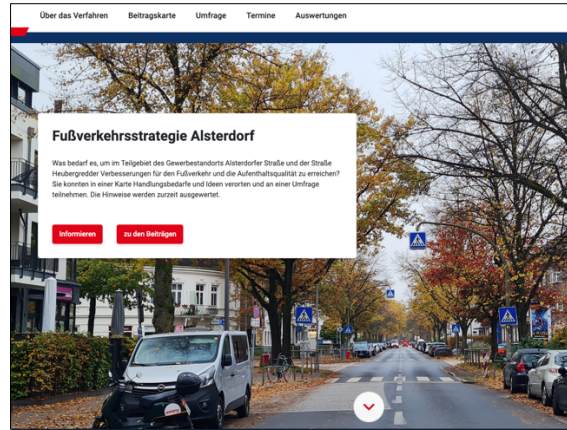 Über das Verfahren Beitragskarte Umfrage Termine Auswertungen
Fußverkehrsstrategie Alsterdorf
Was bedarf es, um im Teilgebiet des Gewerbestandorts Alsterdorfer Straße und der Straße
Heubergredder Verbesserungen für den Fußverkehr und die Aufenthaltsqualität zu erreichen?
Sie konnten in einer Karte Handlungsbedarfe und Ideen verorten und an einer Umfrage
teilnehmen. Die Hinweise werden zurzeit ausgewertet.
Informieren zu den Beiträgen